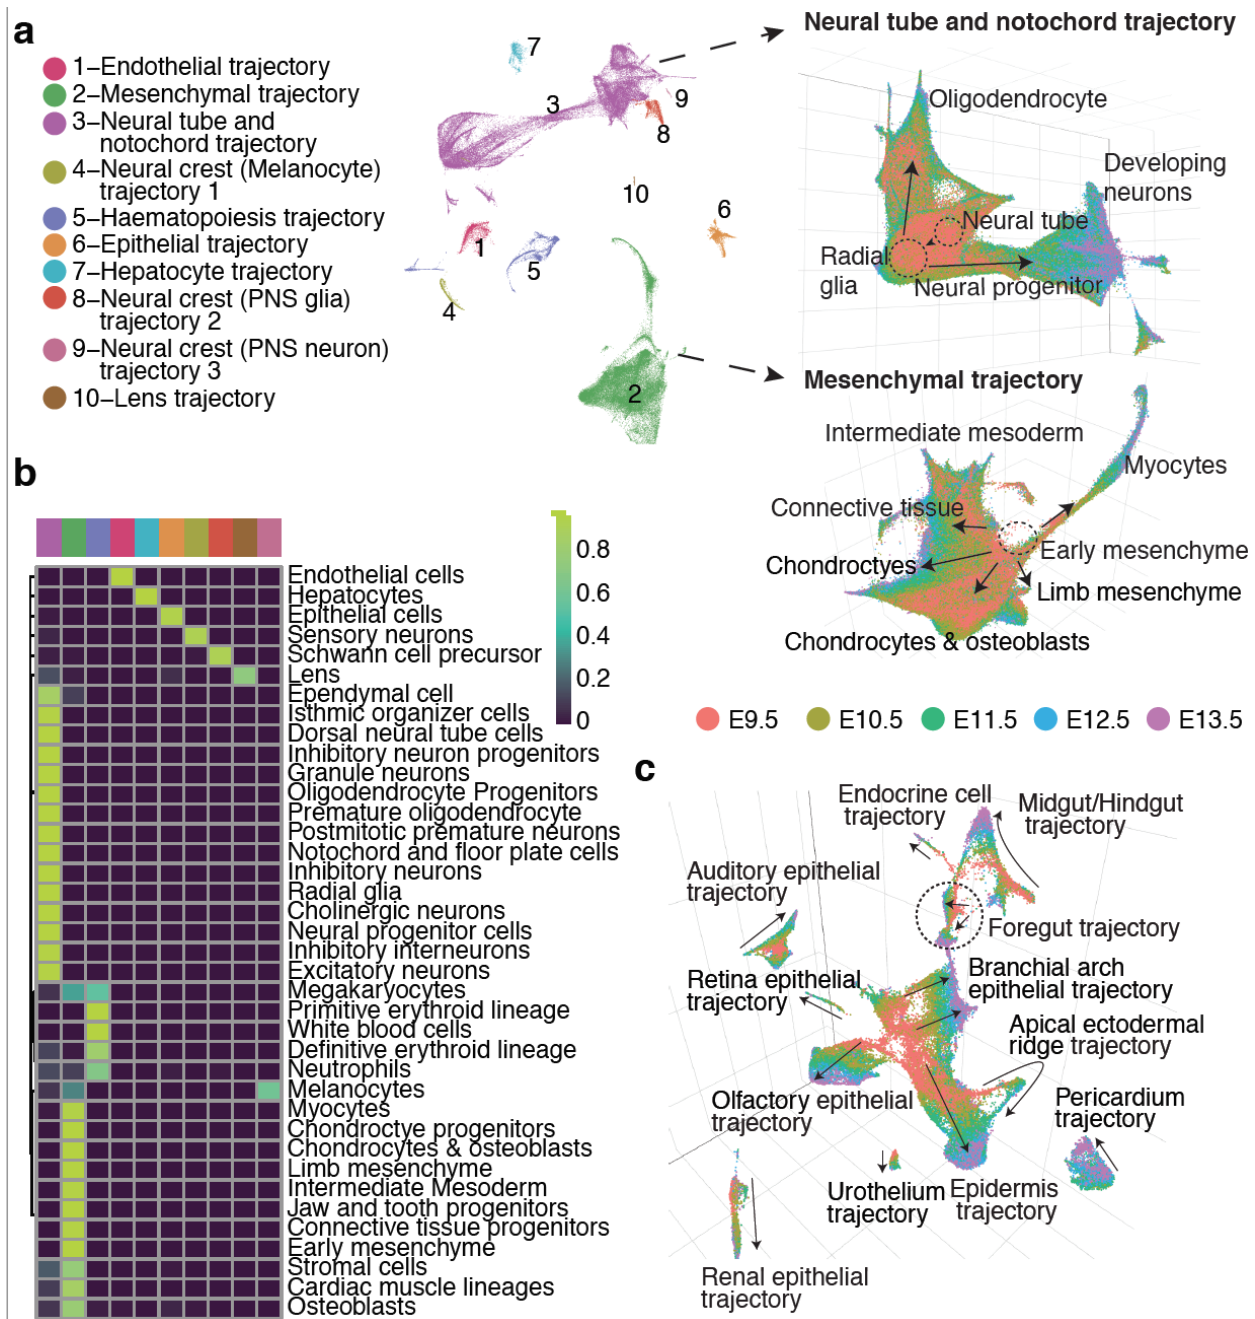 a
1–Endothelial trajectory
2–Mesenchymal trajectory
3–Neural tube and
notochord trajectory
4–Neural crest (Melanocyte)
trajectory 1
5–Haematopoiesis trajectory
6–Epithelial trajectory
7–Hepatocyte trajectory
8–Neural crest (PNS glia)
trajectory 2
9–Neural crest (PNS neuron)
trajectory 3
10–Lens trajectory
7
3
9
8
10
6
1
5
4
2
Neural tube and notochord trajectory
Oligodendrocyte
Developing
neurons
Neural tube
Radial
glia
Neural progenitor
Mesenchymal trajectory
Intermediate mesoderm
Myocytes
Connective tissue
Early mesenchyme
Chondroctyes
Limb mesenchyme
Chondrocytes & osteoblasts
E9.5
E10.5
E11.5
E12.5
E13.5
b
0.8
0.6
0.4
0.2
0
Endothelial cells
Hepatocytes
Epithelial cells
Sensory neurons
Schwann cell precursor
Lens
Ependymal cell
Isthmic organizer cells
Dorsal neural tube cells
Inhibitory neuron progenitors
Granule neurons
Oligodendrocyte Progenitors
Premature oligodendrocyte
Postmitotic premature neurons
Notochord and floor plate cells
Inhibitory neurons
Radial glia
Cholinergic neurons
Neural progenitor cells
Inhibitory interneurons
Excitatory neurons
Megakaryocytes
Primitive erythroid lineage
White blood cells
Definitive erythroid lineage
Neutrophils
Melanocytes
Myocytes
Chondroctye progenitors
Chondrocytes & osteoblasts
Limb mesenchyme
Intermediate Mesoderm
Jaw and tooth progenitors
Connective tissue progenitors
Early mesenchyme
Stromal cells
Cardiac muscle lineages
Osteoblasts
c
Endocrine cell
trajectory
Midgut/Hindgut
trajectory
Auditory epithelial
trajectory
Foregut trajectory
Retina epithelial
trajectory
Branchial arch
epithelial trajectory
Apical ectodermal
ridge trajectory
Olfactory epithelial
trajectory
Pericardium
trajectory
Urothelium
trajectory
Epidermis
trajectory
Renal epithelial
trajectory